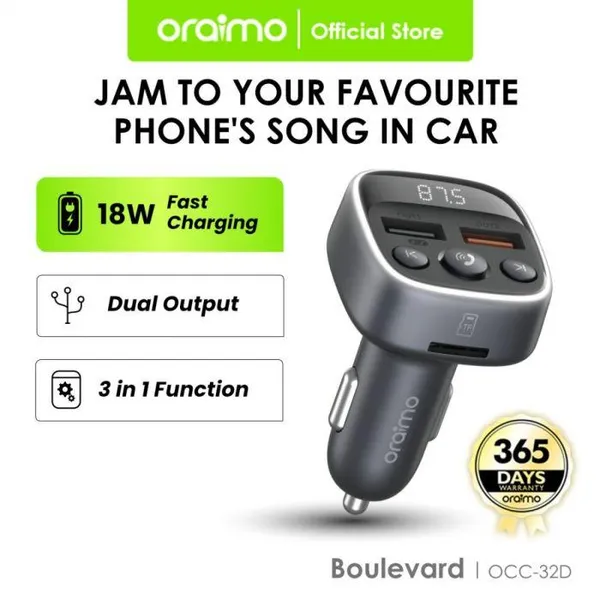 oraimo | Official Store
JAM TO YOUR FAVOURITE
PHONE'S SONG IN CAR
18W Fast
Charging
Dual Output
3 in 1 Function
87.5
TF
oraimo
365
DAYS
WARRANTY
oraimo
Boulevard | OCC-32D